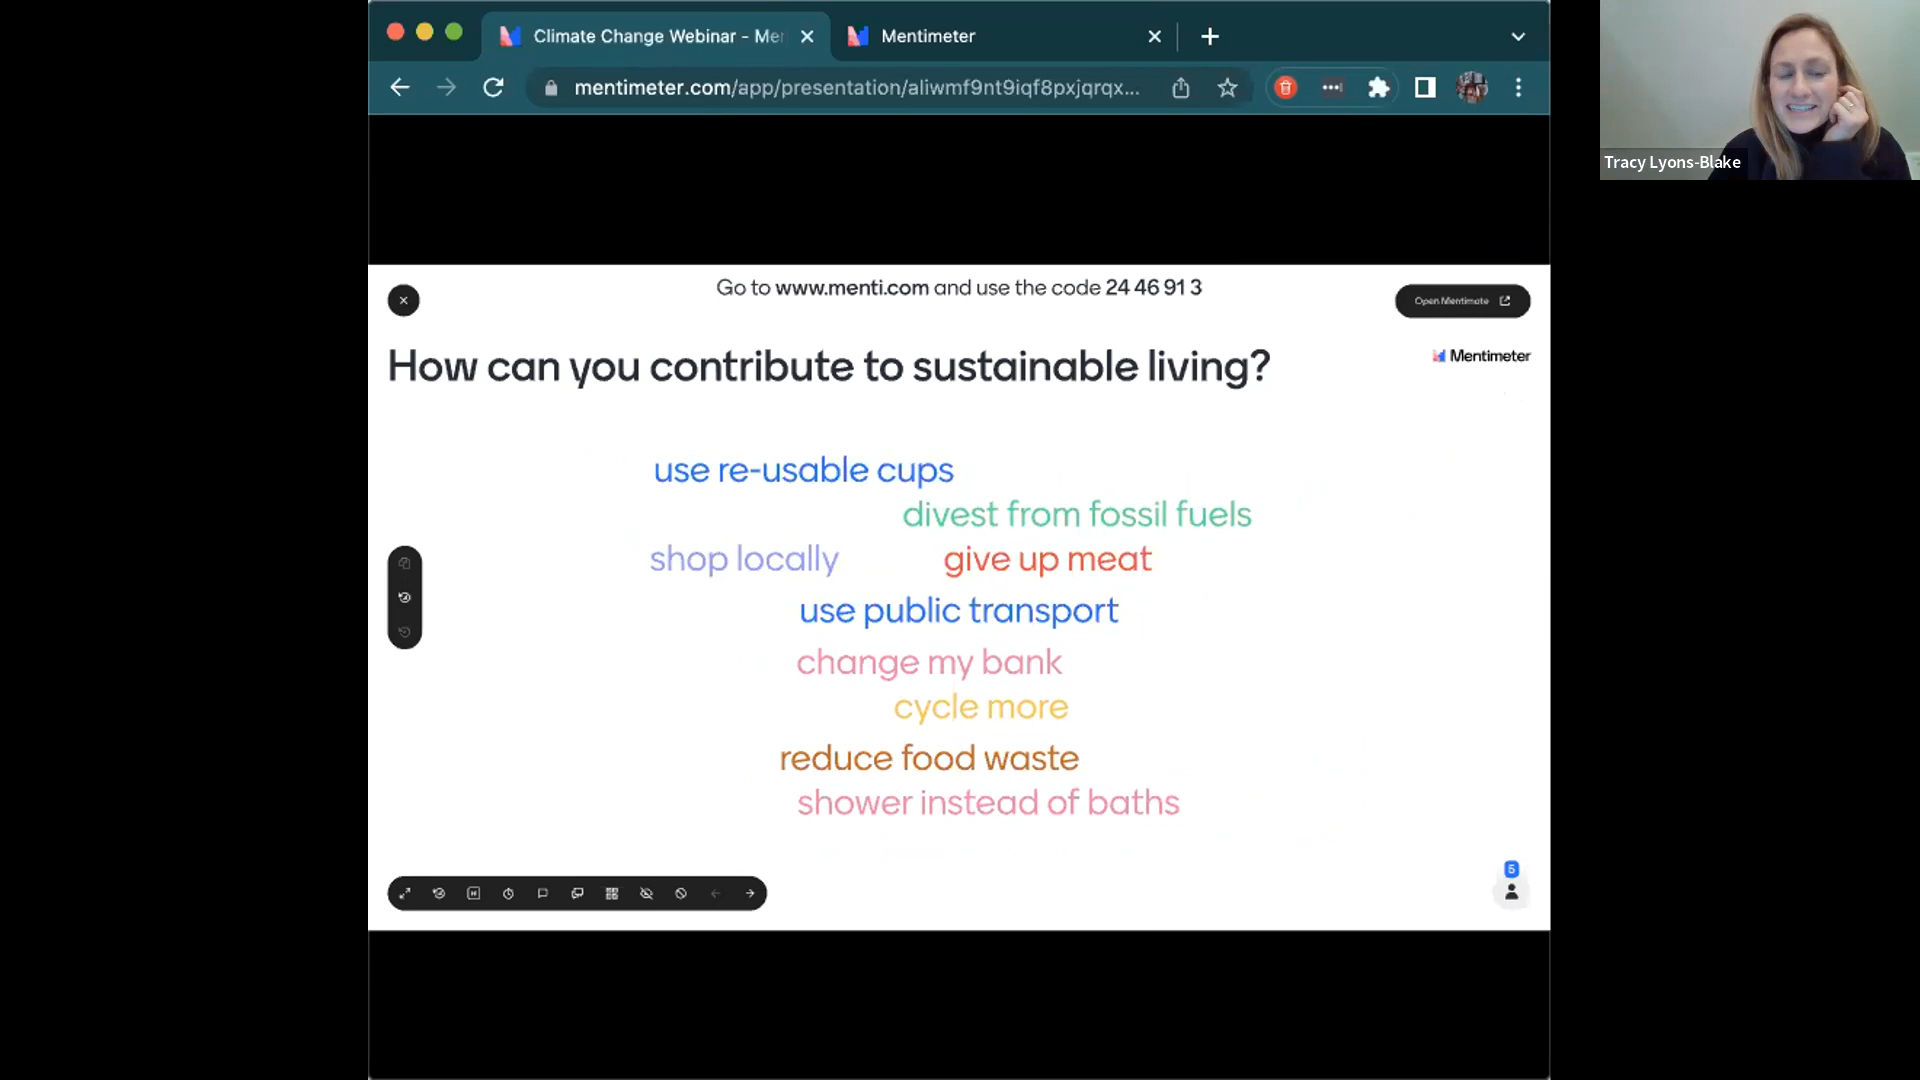 Climate Change Webinar - Me
Mentimeter
mentimeter.com/app/presentation/aliwmf9nt9iqf8pxjqrqx...
Tracy Lyons-Blake
Go to www.menti.com and use the code 24 46 91 3
Open Mentimote
How can you contribute to sustainable living?
Mentimeter
use re-usable cups
divest from fossil fuels
shop locally
give up meat
use public transport
change my bank
cycle more
reduce food waste
shower instead of baths
5